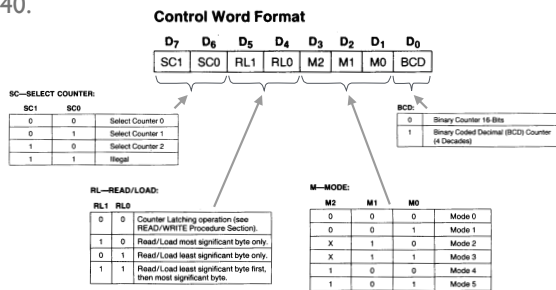 40.
Control Word Format
D7 D6 D5 D4 D3 D2 D1 D0
SC1 SC0 RL1 RL0 M2 M1 M0 BCD
SC—SELECT COUNTER:
SC1 SC0
0 0 Select Counter 0
0 1 Select Counter 1
1 0 Select Counter 2
1 1 Illegal
BCD:
0 Binary Counter 16-Bits
1 Binary Coded Decimal (BCD) Counter
(4 Decades)
RL—READ/LOAD:
RL1 RL0
0 0 Counter Latching operation (see
READ/WRITE Procedure Section).
1 0 Read/Load most significant byte only.
0 1 Read/Load least significant byte only.
1 1 Read/Load least significant byte first,
then most significant byte.
M—MODE:
M2 M1 M0
0 0 0 Mode 0
0 0 1 Mode 1
X 1 0 Mode 2
X 1 1 Mode 3
1 0 0 Mode 4
1 0 1 Mode 5